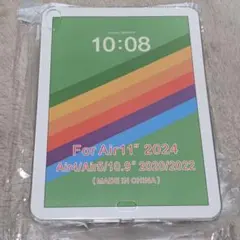 10:08
For Air11" 2024
Air4/Air5/10.9" 2020/2022
(MADE IN CHINA)